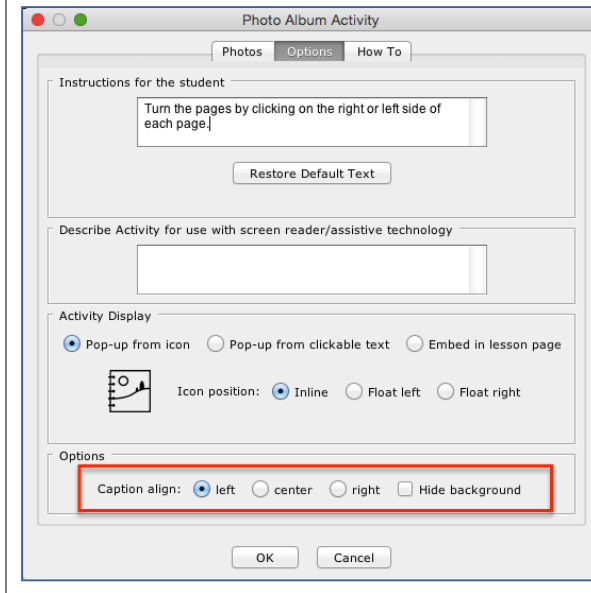 Photo Album Activity
Photos Options How To
Instructions for the student
Turn the pages by clicking on the right or left side of
each page.
Restore Default Text
Describe Activity for use with screen reader/assistive technology
Activity Display
Pop-up from icon Pop-up from clickable text Embed in lesson page
Icon position: Inline Float left Float right
Options
Caption align: left center right Hide background
OK Cancel